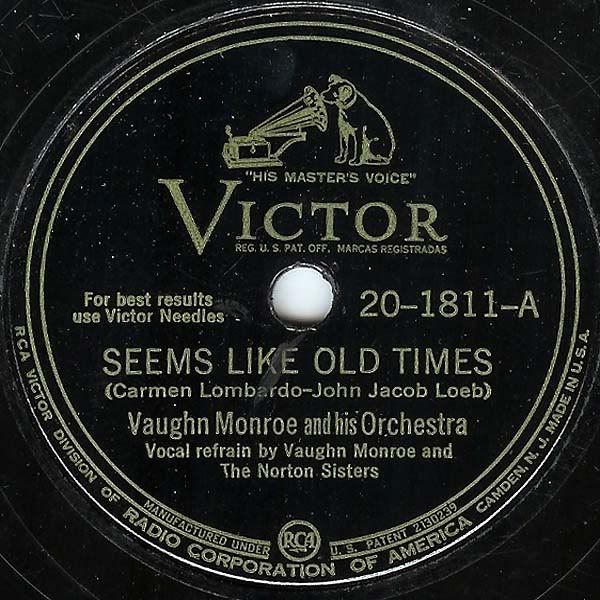 "HIS MASTER'S VOICE"
VICTOR
REG. U. S. PAT. OFF. MARCAS REGISTRADAS
For best results
use Victor Needles
20-1811-A
SEEMS LIKE OLD TIMES
(Carmen Lombardo-John Jacob Loeb)
Vaughn Monroe and his Orchestra
Vocal refrain by Vaughn Monroe and
The Norton Sisters
MANUFACTURED UNDER RCA U. S. PATENT 2130239
RCA VICTOR DIVISION OF RADIO CORPORATION OF AMERICA CAMDEN, N. J. MADE IN U.S.A.